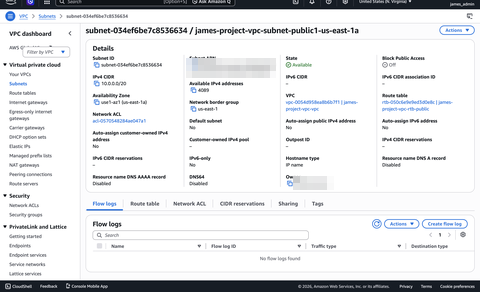 Search
[Option+S]
Ask Amazon Q
United States (N. Virginia)
james_admin
VPC > Subnets > subnet-034ef6be7c8536634
VPC dashboard
AWS
Filter by VPC
Virtual private cloud
Your VPCs
Subnets
Route tables
Internet gateways
Egress-only internet gateways
Carrier gateways
DHCP option sets
Elastic IPs
Managed prefix lists
NAT gateways
Peering connections
Route servers
Security
Network ACLs
Security groups
PrivateLink and Lattice
Getting started
Endpoints
Endpoint services
Service networks
Lattice services
subnet-034ef6be7c8536634 / james-project-vpc-subnet-public1-us-east-1a
Actions
Details
Subnet ID
subnet-034ef6be7c8536634
IPv4 CIDR
10.0.0.0/20
Availability Zone
use1-az1 (us-east-1a)
Network ACL
acl-0570548284ae047a1
Auto-assign customer-owned IPv4 address
No
IPv6 CIDR reservations
–
Resource name DNS AAAA record
Disabled
Subnet ARN
Available IPv4 addresses
4089
Network border group
us-east-1
Default subnet
No
Customer-owned IPv4 pool
–
IPv6-only
No
DNS64
Disabled
State
Available
IPv6 CIDR
–
VPC
james-project-vpc-vpc
Auto-assign public IPv4 address
No
Outpost ID
–
Hostname type
IP name
Block Public Access
Off
IPv6 CIDR association ID
–
Route table
james-project-vpc-rtb-public
Auto-assign IPv6 address
No
IPv4 CIDR reservations
–
Resource name DNS A record
Disabled
Flow logs
Route table
Network ACL
CIDR reservations
Sharing
Tags
Flow logs
Actions
Create flow log
Search
1
Name
Flow log ID
Traffic type
Destination type
No flow logs found
CloudShell
Feedback
Console Mobile App
© 2026, Amazon Web Services, Inc. or its affiliates.
Privacy
Terms
Cookie preferences